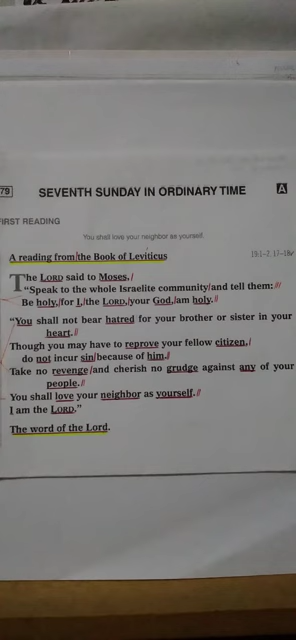 79 SEVENTH SUNDAY IN ORDINARY TIME A
FIRST READING
You shall love your neighbor as yourself.
A reading from the Book of Leviticus 19:1-2, 17-18
The LORD said to Moses,
"Speak to the whole Israelite community and tell them:
Be holy, for I, the LORD, your God, am holy.
"You shall not bear hatred for your brother or sister in your
heart.
Though you may have to reprove your fellow citizen,
do not incur sin because of him.
Take no revenge and cherish no grudge against any of your
people.
You shall love your neighbor as yourself.
I am the LORD."
The word of the Lord.